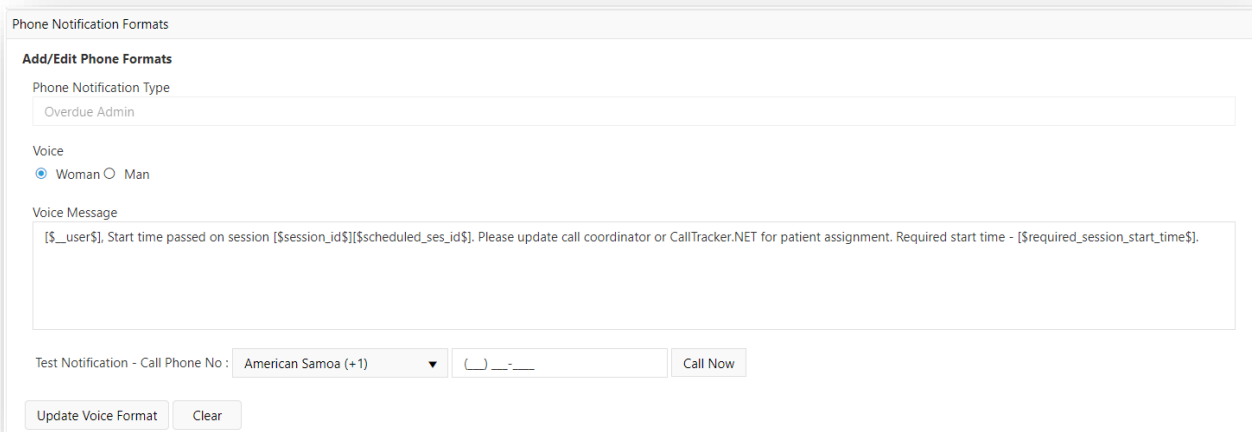 Phone Notification Formats
Add/Edit Phone Formats
Phone Notification Type
Overdue Admin
Voice
Woman Man
Voice Message
[$__user$], Start time passed on session [$session_id$][$scheduled_ses_id$]. Please update call coordinator or CallTracker.NET for patient assignment. Required start time - [$required_session_start_time$].
Test Notification - Call Phone No : American Samoa (+1) (___) ___-____ Call Now
Update Voice Format Clear